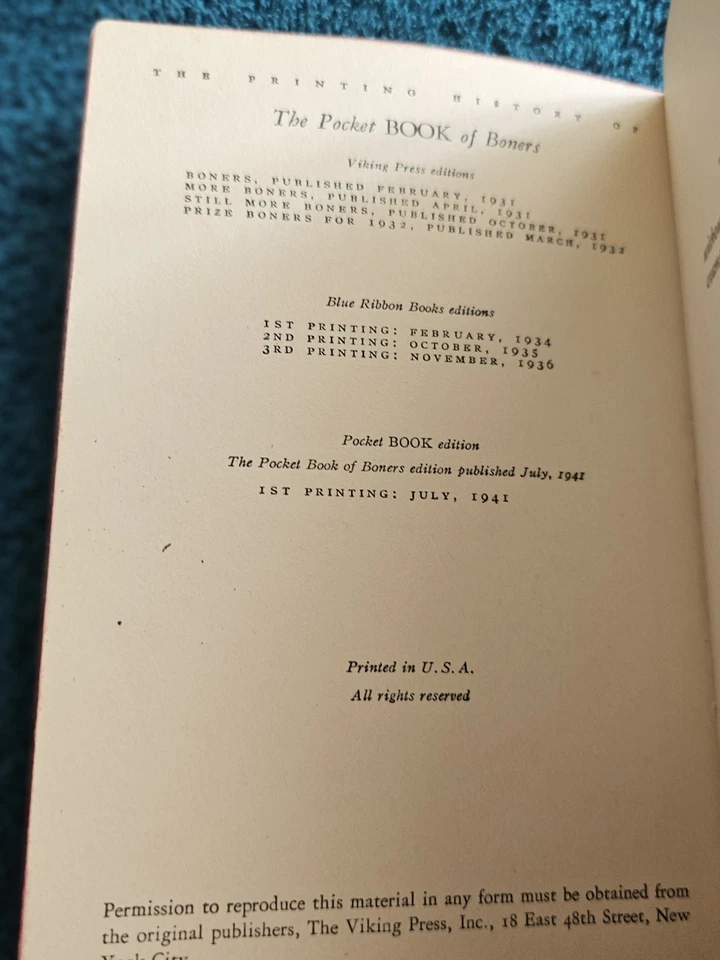 THE PRINTING HISTORY OF
The Pocket BOOK of Boners
Viking Press editions
BONERS, PUBLISHED FEBRUARY, 1931
MORE BONERS, PUBLISHED APRIL, 1931
STILL MORE BONERS, PUBLISHED OCTOBER, 1931
PRIZE BONERS FOR 1932, PUBLISHED MARCH, 1932
Blue Ribbon Books editions
1ST PRINTING: FEBRUARY, 1934
2ND PRINTING: OCTOBER, 1935
3RD PRINTING: NOVEMBER, 1936
Pocket BOOK edition
The Pocket Book of Boners edition published July, 1941
1ST PRINTING: JULY, 1941
Printed in U.S.A.
All rights reserved
Permission to reproduce this material in any form must be obtained from
the original publishers, The Viking Press, Inc., 18 East 48th Street, New
York City